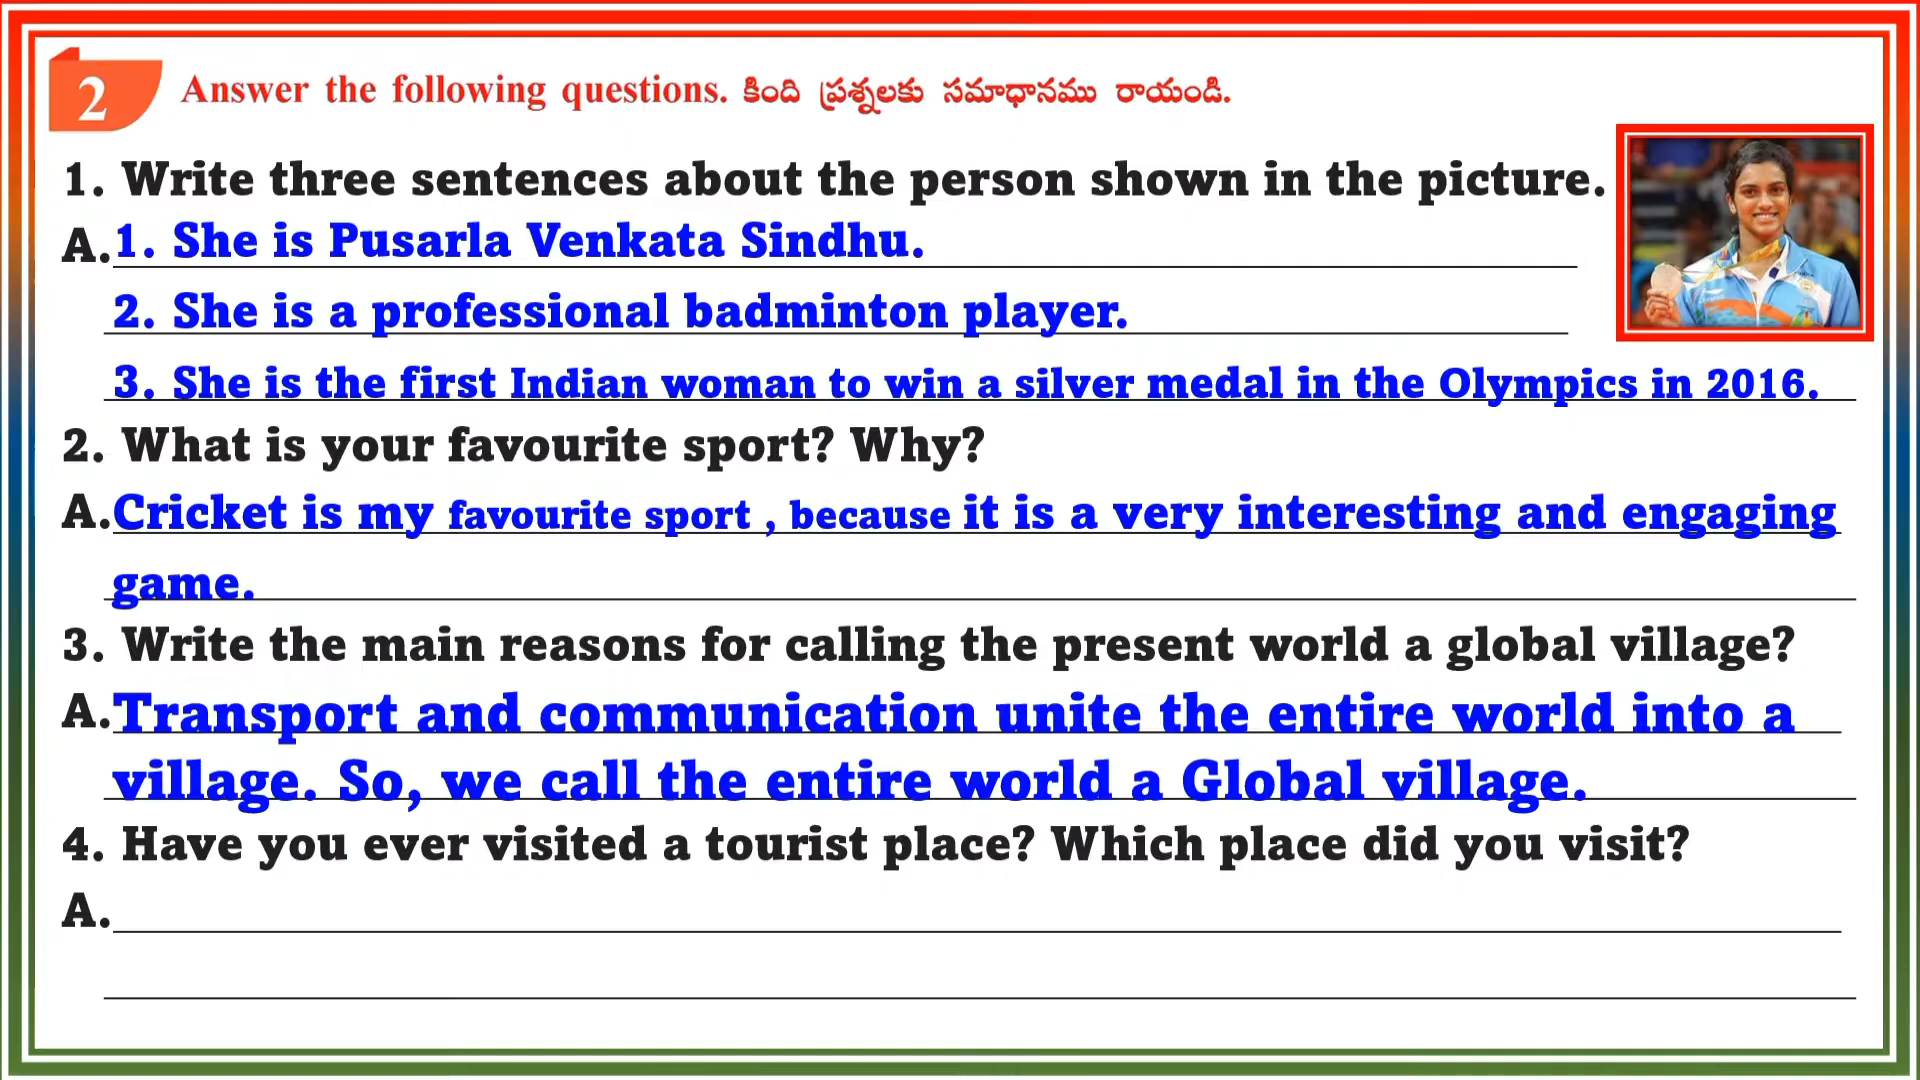 2 Answer the following questions. కింది ప్రశ్నలకు సమాధానము రాయండి.
1. Write three sentences about the person shown in the picture.
A. 1. She is Pusarla Venkata Sindhu.
2. She is a professional badminton player.
3. She is the first Indian woman to win a silver medal in the Olympics in 2016.
2. What is your favourite sport? Why?
A. Cricket is my favourite sport , because it is a very interesting and engaging
game.
3. Write the main reasons for calling the present world a global village?
A. Transport and communication unite the entire world into a
village. So, we call the entire world a Global village.
4. Have you ever visited a tourist place? Which place did you visit?
A.